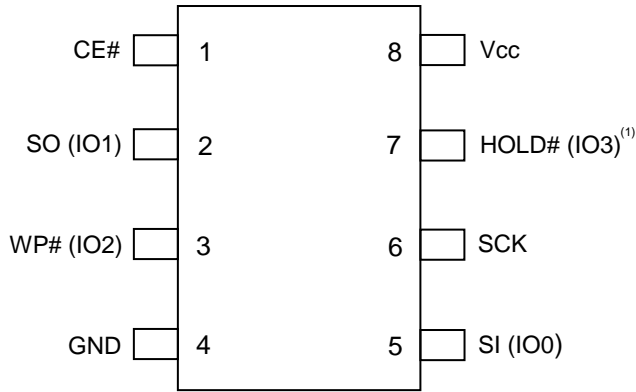 CE# 1 8 Vcc
SO (IO1) 2 7 HOLD# (IO3)(1)
WP# (IO2) 3 6 SCK
GND 4 5 SI (IO0)